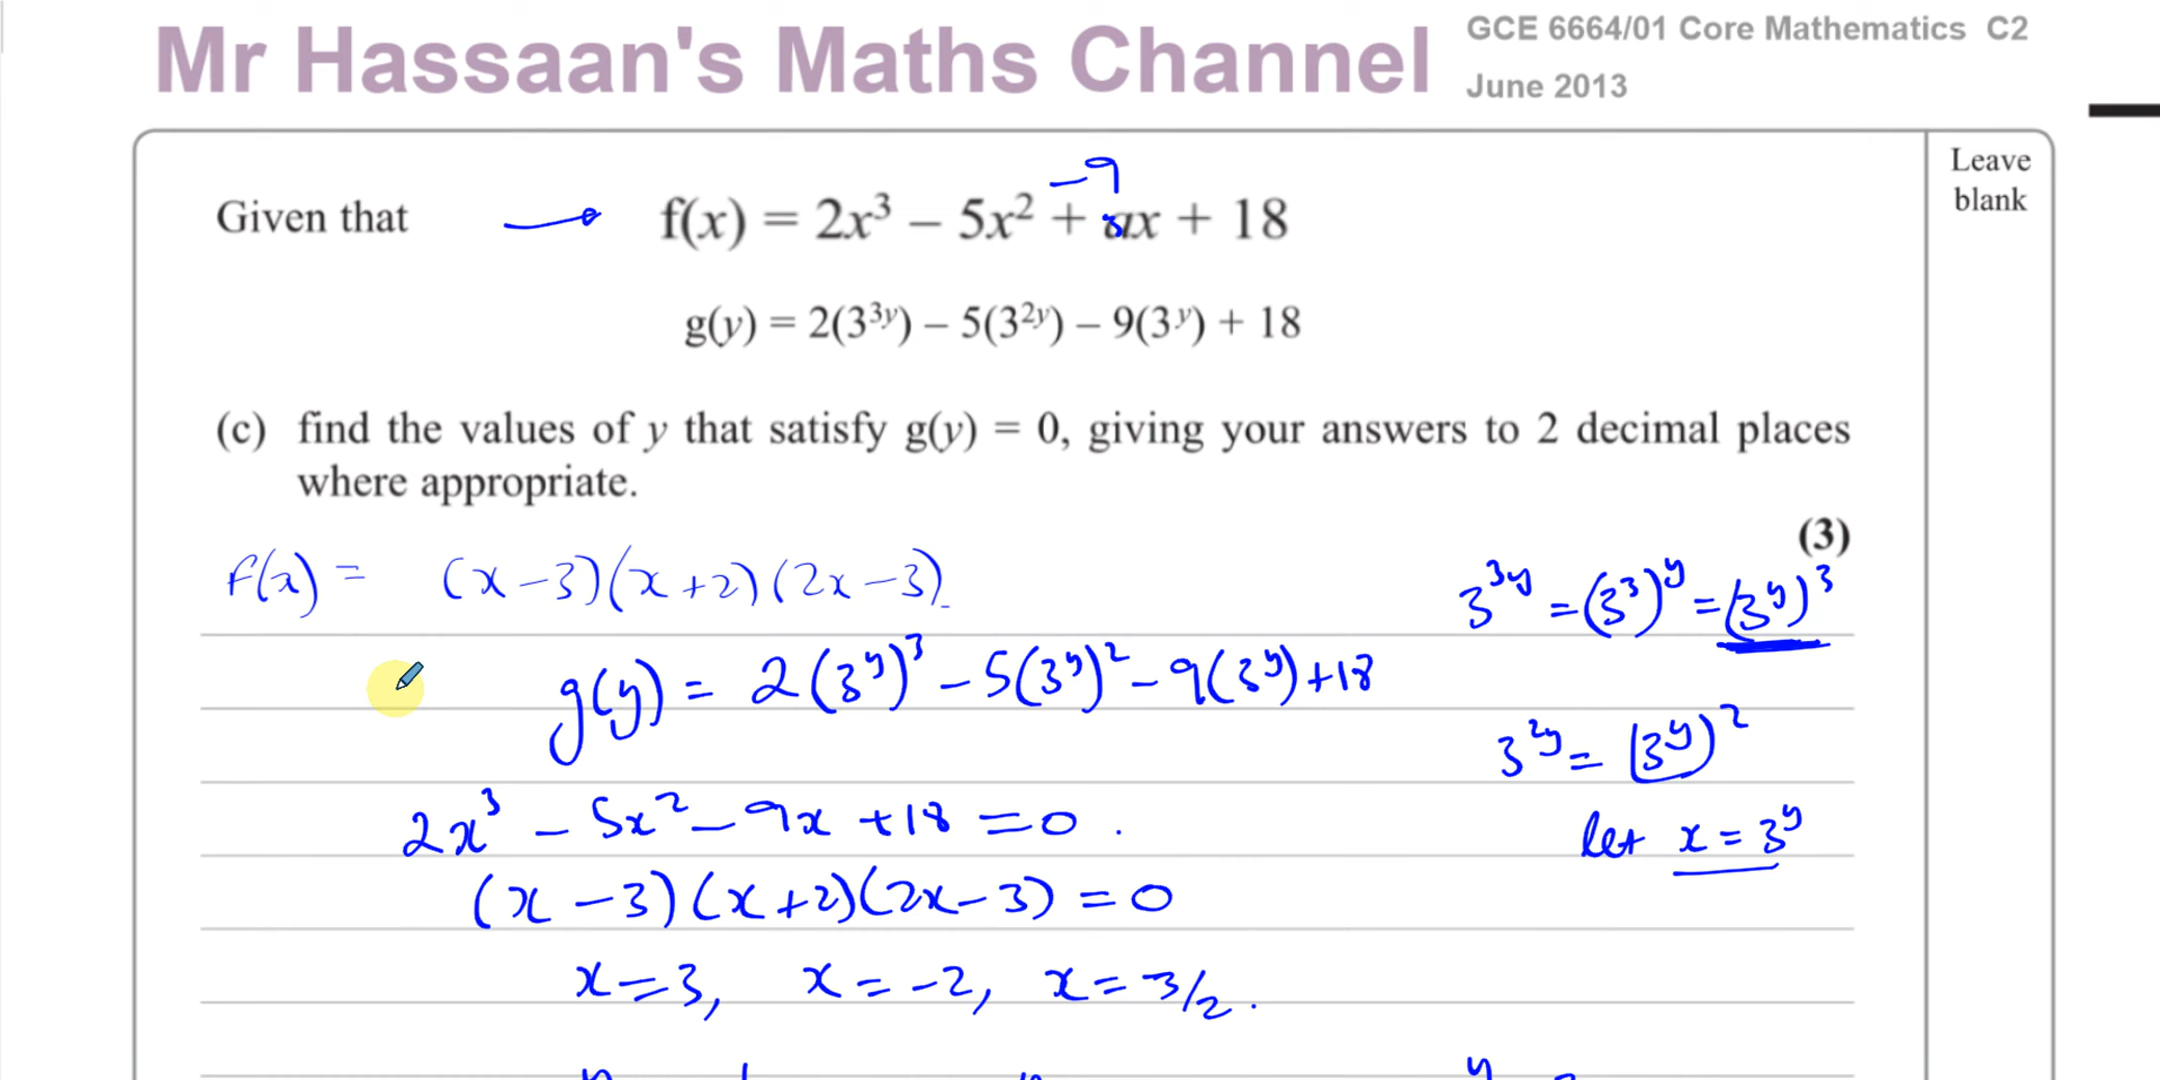 Mr Hassaan's Maths Channel
GCE 6664/01 Core Mathematics C2
June 2013
Leave
blank
-9
Given that f(x) = 2x³ – 5x² + ax + 18
g(y) = 2(3³ʸ) – 5(3²ʸ) – 9(3ʸ) + 18
(c) find the values of y that satisfy g(y) = 0, giving your answers to 2 decimal places
where appropriate.
(3)
f(x) = (x-3)(x+2)(2x-3)
3³ʸ = (3³)ʸ = (3ʸ)³
g(y) = 2(3ʸ)³ - 5(3ʸ)² - 9(3ʸ) + 18
3²ʸ = (3ʸ)²
2x³ - 5x² - 9x + 18 = 0.
let x = 3ʸ
(x-3)(x+2)(2x-3) = 0
x = 3, x = -2, x = 3/2.